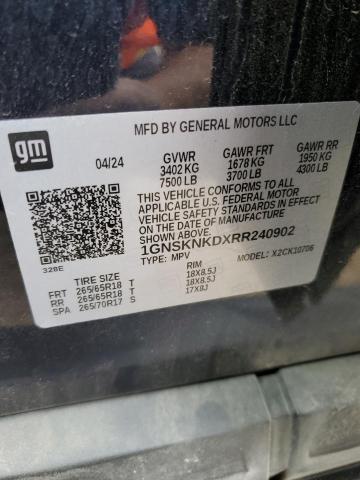 MFD BY GENERAL MOTORS LLC
gm
04/24 GVWR GAWR FRT GAWR RR
3402 KG 1678 KG 1950 KG
7500 LB 3700 LB 4300 LB
THIS VEHICLE CONFORMS TO ALL
APPLICABLE U.S. FEDERAL MOTOR
VEHICLE SAFETY STANDARDS IN
EFFECT ON THE DATE OF MANUFACTURE
SHOWN ABOVE.
1GNSKNKDXRR240902
TYPE: MPV MODEL: X2CK10706
328E
TIRE SIZE RIM
FRT 265/65R18 T 18X8.5J
RR 265/65R18 T 18X8.5J
SPA 265/70R17 S 17X8J